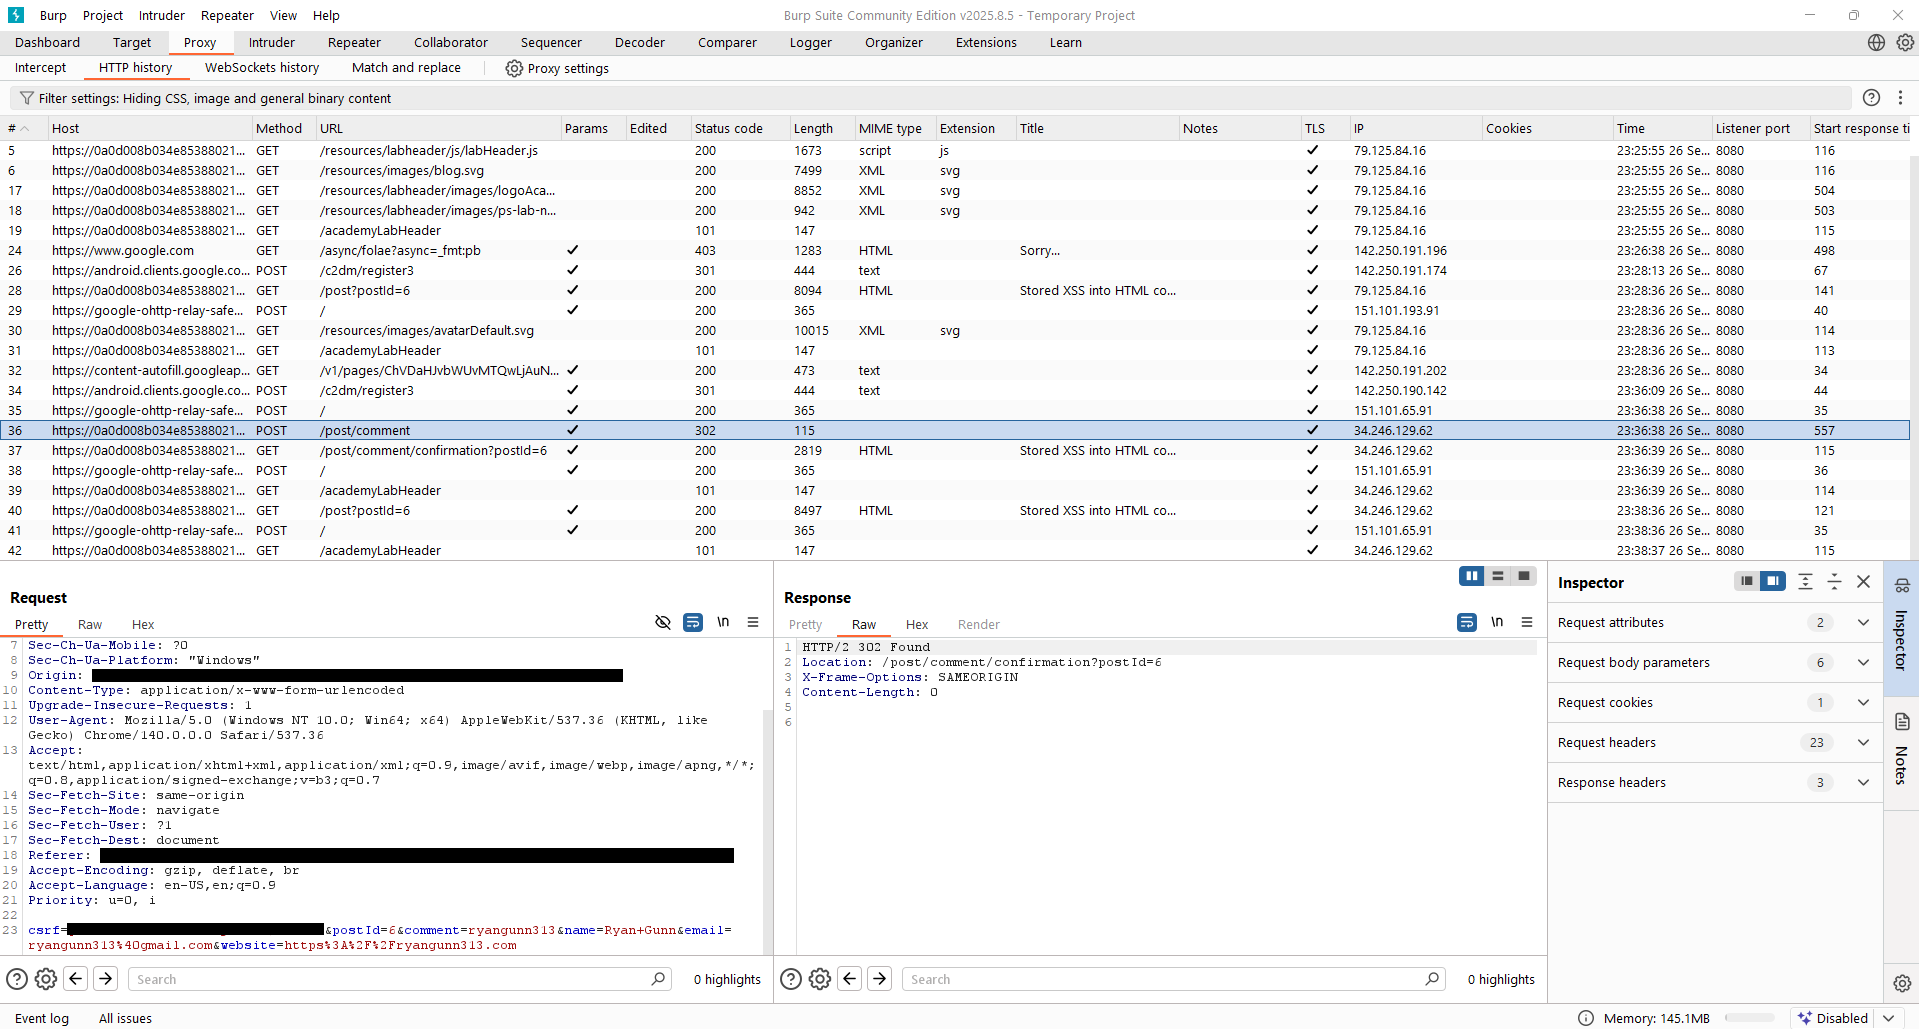 Burp Project Intruder Repeater View Help Burp Suite Community Edition v2025.8.5 - Temporary Project
Dashboard Target Proxy Intruder Repeater Collaborator Sequencer Decoder Comparer Logger Organizer Extensions Learn
Intercept HTTP history WebSockets history Match and replace Proxy settings
Filter settings: Hiding CSS, image and general binary content
# Host Method URL Params Edited Status code Length MIME type Extension Title Notes TLS IP Cookies Time Listener port Start response ti
5 https://0a0d008b034e85388021... GET /resources/labheader/js/labHeader.js 200 1673 script js ✓ 79.125.84.16 23:25:55 26 Se... 8080 116
6 https://0a0d008b034e85388021... GET /resources/images/blog.svg 200 7499 XML svg ✓ 79.125.84.16 23:25:55 26 Se... 8080 116
17 https://0a0d008b034e85388021... GET /resources/labheader/images/logoAca... 200 8852 XML svg ✓ 79.125.84.16 23:25:55 26 Se... 8080 504
18 https://0a0d008b034e85388021... GET /resources/labheader/images/ps-lab-n... 200 942 XML svg ✓ 79.125.84.16 23:25:55 26 Se... 8080 503
19 https://0a0d008b034e85388021... GET /academyLabHeader 101 147 ✓ 79.125.84.16 23:25:55 26 Se... 8080 115
24 https://www.google.com GET /async/folae?async=_fmt:pb ✓ 403 1283 HTML Sorry... ✓ 142.250.191.196 23:26:38 26 Se... 8080 498
26 https://android.clients.google.co... POST /c2dm/register3 ✓ 301 444 text ✓ 142.250.191.174 23:28:13 26 Se... 8080 67
28 https://0a0d008b034e85388021... GET /post?postId=6 ✓ 200 8094 HTML Stored XSS into HTML co... ✓ 79.125.84.16 23:28:36 26 Se... 8080 141
29 https://google-ohttp-relay-safe... POST / ✓ 200 365 ✓ 151.101.193.91 23:28:36 26 Se... 8080 40
30 https://0a0d008b034e85388021... GET /resources/images/avatarDefault.svg 200 10015 XML svg ✓ 79.125.84.16 23:28:36 26 Se... 8080 114
31 https://0a0d008b034e85388021... GET /academyLabHeader 101 147 ✓ 79.125.84.16 23:28:36 26 Se... 8080 113
32 https://content-autofill.googleap... GET /v1/pages/ChVDaHJvbWUvMTQwLjAuN... ✓ 200 473 text ✓ 142.250.191.202 23:28:36 26 Se... 8080 34
34 https://android.clients.google.co... POST /c2dm/register3 ✓ 301 444 text ✓ 142.250.190.142 23:36:09 26 Se... 8080 44
35 https://google-ohttp-relay-safe... POST / ✓ 200 365 ✓ 151.101.65.91 23:36:38 26 Se... 8080 35
36 https://0a0d008b034e85388021... POST /post/comment ✓ 302 115 ✓ 34.246.129.62 23:36:38 26 Se... 8080 557
37 https://0a0d008b034e85388021... GET /post/comment/confirmation?postId=6 ✓ 200 2819 HTML Stored XSS into HTML co... ✓ 34.246.129.62 23:36:39 26 Se... 8080 115
38 https://google-ohttp-relay-safe... POST / ✓ 200 365 ✓ 151.101.65.91 23:36:39 26 Se... 8080 36
39 https://0a0d008b034e85388021... GET /academyLabHeader 101 147 ✓ 34.246.129.62 23:36:39 26 Se... 8080 114
40 https://0a0d008b034e85388021... GET /post?postId=6 ✓ 200 8497 HTML Stored XSS into HTML co... ✓ 34.246.129.62 23:38:36 26 Se... 8080 121
41 https://google-ohttp-relay-safe... POST / ✓ 200 365 ✓ 151.101.65.91 23:38:36 26 Se... 8080 35
42 https://0a0d008b034e85388021... GET /academyLabHeader 101 147 ✓ 34.246.129.62 23:38:37 26 Se... 8080 115
Request
Pretty Raw Hex \n
7 Sec-Ch-Ua-Mobile: ?0
8 Sec-Ch-Ua-Platform: "Windows"
9 Origin:
10 Content-Type: application/x-www-form-urlencoded
11 Upgrade-Insecure-Requests: 1
12 User-Agent: Mozilla/5.0 (Windows NT 10.0; Win64; x64) AppleWebKit/537.36 (KHTML, like
Gecko) Chrome/140.0.0.0 Safari/537.36
13 Accept:
text/html,application/xhtml+xml,application/xml;q=0.9,image/avif,image/webp,image/apng,*/*;
q=0.8,application/signed-exchange;v=b3;q=0.7
14 Sec-Fetch-Site: same-origin
15 Sec-Fetch-Mode: navigate
16 Sec-Fetch-User: ?1
17 Sec-Fetch-Dest: document
18 Referer:
19 Accept-Encoding: gzip, deflate, br
20 Accept-Language: en-US,en;q=0.9
21 Priority: u=0, i
22
23 csrf= &postId=6&comment=ryangunn313&name=Ryan+Gunn&email=
ryangunn313%40gmail.com&website=https%3A%2F%2Fryangunn313.com
Search 0 highlights
Response
Pretty Raw Hex Render \n
1 HTTP/2 302 Found
2 Location: /post/comment/confirmation?postId=6
3 X-Frame-Options: SAMEORIGIN
4 Content-Length: 0
5
6
Search 0 highlights
Inspector
Request attributes 2
Request body parameters 6
Request cookies 1
Request headers 23
Response headers 3
Inspector
Notes
Event log All issues Memory: 145.1MB Disabled